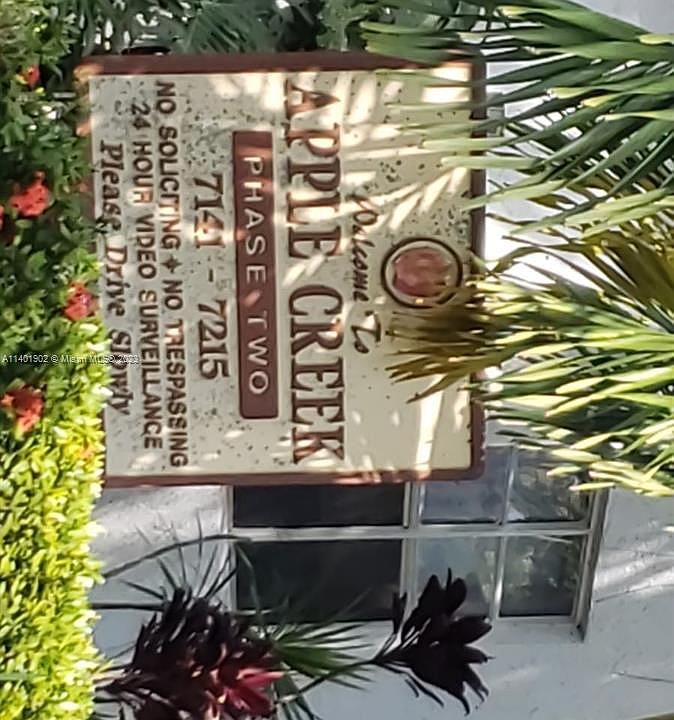 Welcome To
APPLE CREEK
PHASE TWO
7141 - 7215
NO SOLICITING ✦ NO TRESPASSING
24 HOUR VIDEO SURVEILLANCE
Please Drive Slowly
A11401902 © Miami MLS © 2023